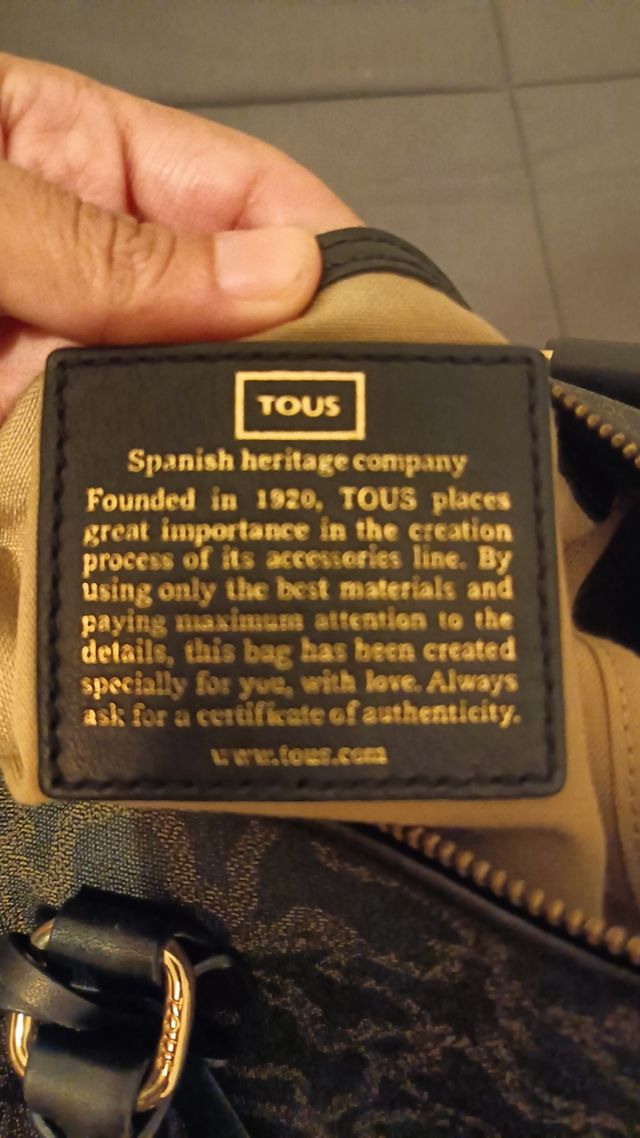 TOUS
Spanish heritage company
Founded in 1920, TOUS places
great importance in the creation
process of its accessories line. By
using only the best materials and
paying maximum attention to the
details, this bag has been created
specially for you, with love. Always
ask for a certificate of authenticity.
www.tous.com
TOUS